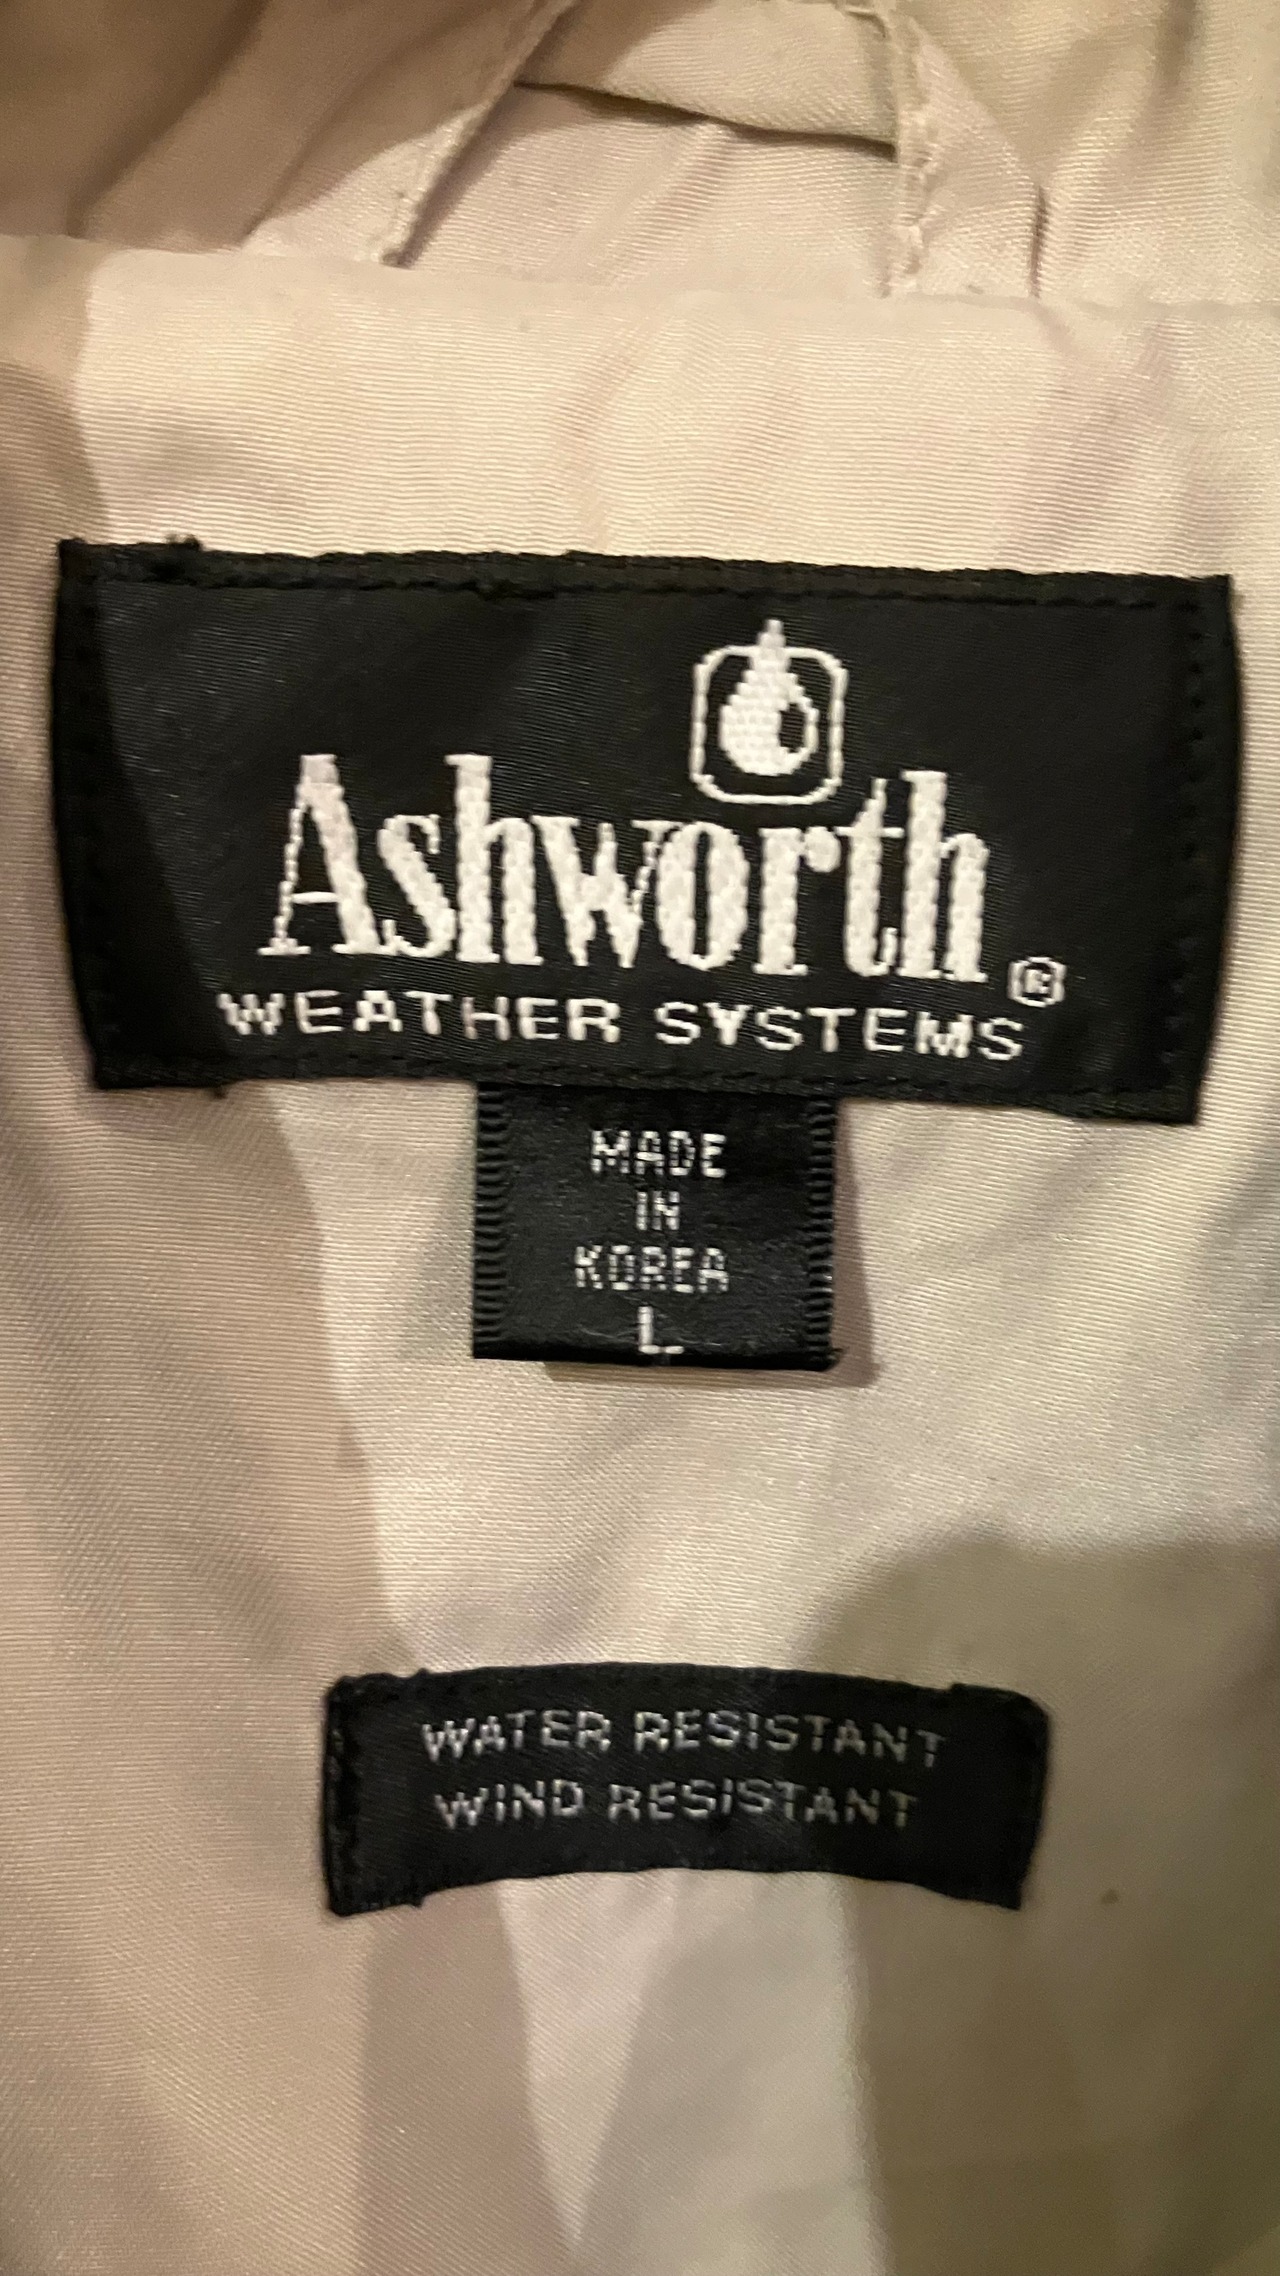 Ashworth®
WEATHER SYSTEMS
MADE
IN
KOREA
L
WATER RESISTANT
WIND RESISTANT